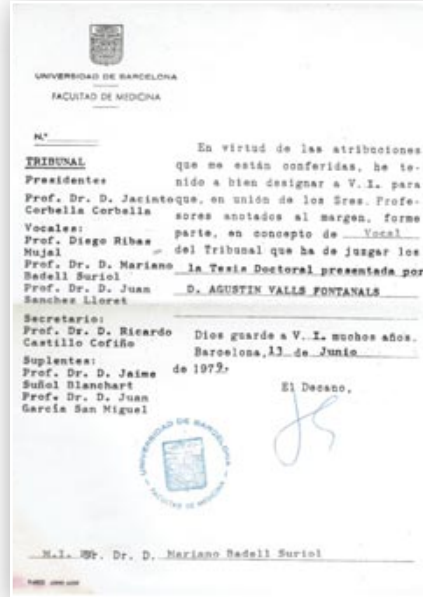 UNIVERSIDAD DE BARCELONA
FACULTAD DE MEDICINA
N.º
TRIBUNAL
Presidente:
Prof. Dr. D. Jacinto
Corbella Corbella
Vocales:
Prof. Diego Ribas
Mujal
Prof. Dr. D. Mariano
Badell Suriol
Prof. Dr. D. Juan
Sanchez Lloret
Secretario:
Prof. Dr. D. Ricardo
Castillo Cofiño
Suplentes:
Prof. Dr. D. Jaime
Suñol Blanchart
Prof. Dr. D. Juan
García San Miguel
En virtud de las atribuciones
que me están conferidas, he te-
nido a bien designar a V. I. para
que, en unión de los Sres. Profe-
sores anotados al margen, forme
parte, en concepto de Vocal
del Tribunal que ha de juzgar los
la Tesis Doctoral presentada por
D. AGUSTIN VALLS FONTANALS
Dios guarde a V. I. muchos años.
Barcelona, 13 de Junio
de 1979.
El Decano,
UNIVERSIDAD DE BARCELONA
FACULTAD DE MEDICINA
M.I. Sr. Dr. D. Mariano Badell Suriol